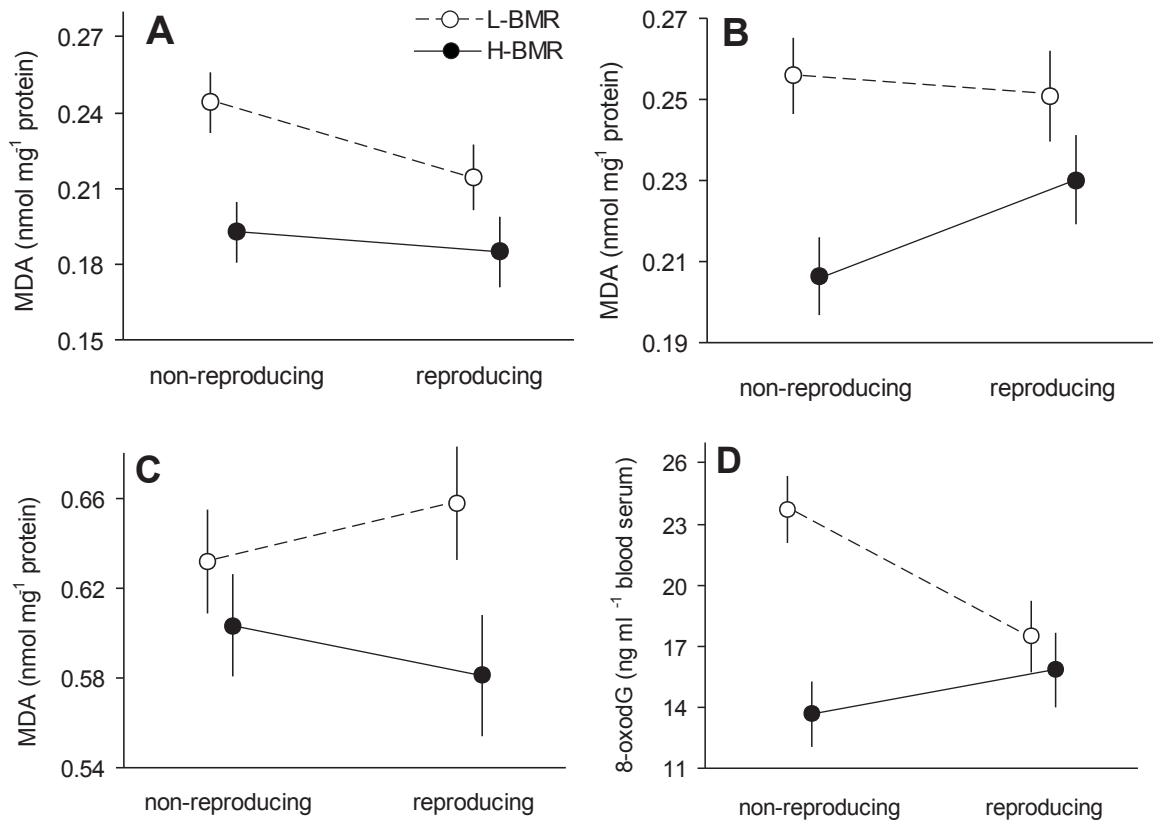 A
L-BMR
H-BMR
MDA (nmol mg⁻¹ protein)
0.27
0.24
0.21
0.18
0.15
non-reproducing reproducing
B
MDA (nmol mg⁻¹ protein)
0.27
0.25
0.23
0.21
0.19
non-reproducing reproducing
C
MDA (nmol mg⁻¹ protein)
0.66
0.62
0.58
0.54
non-reproducing reproducing
D
8-oxodG (ng ml ⁻¹ blood serum)
26
23
20
17
14
11
non-reproducing reproducing